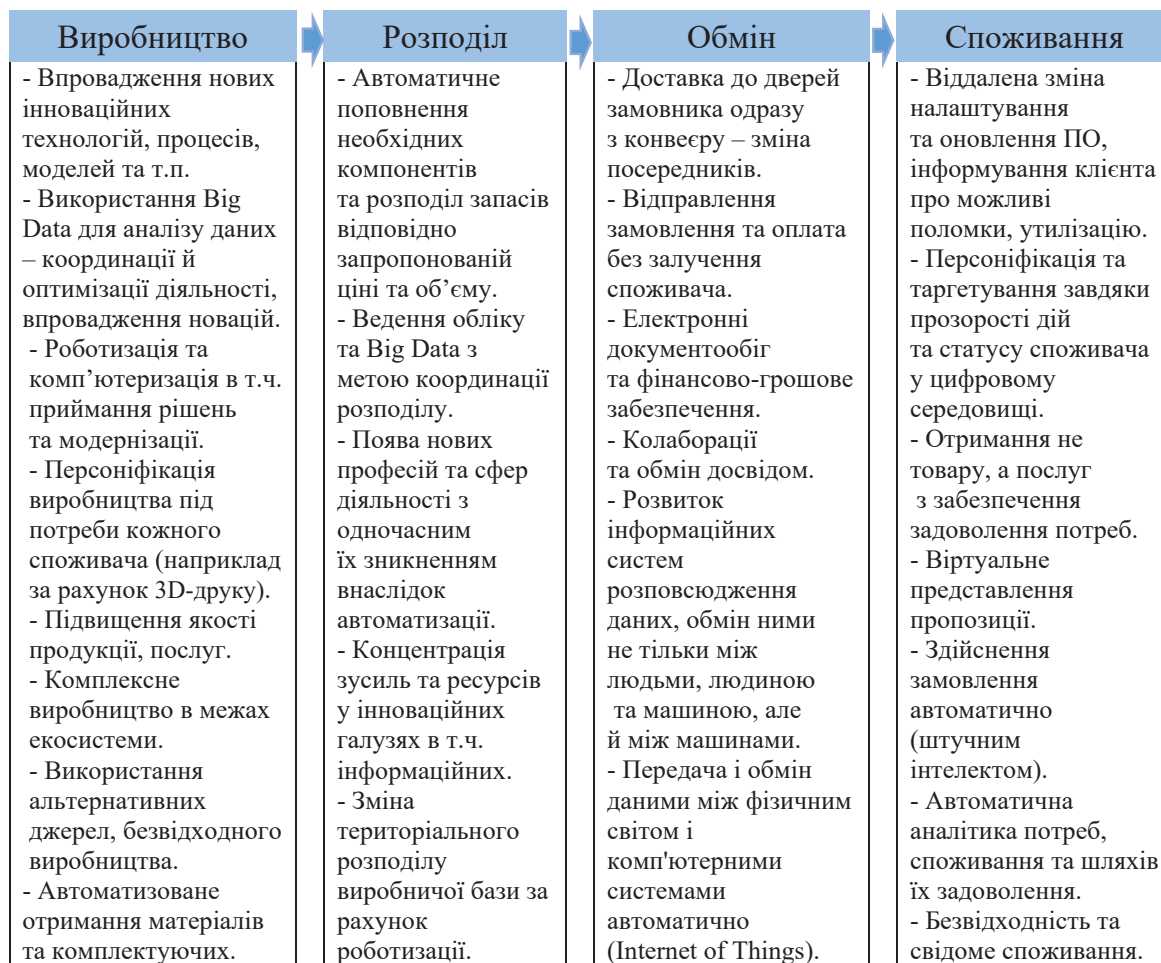 Виробництво
- Впровадження нових
інноваційних
технологій, процесів,
моделей та т.п.
- Використання Big
Data для аналізу даних
– координації й
оптимізації діяльності,
впровадження новацій.
- Роботизація та
комп’ютеризація в т.ч.
приймання рішень
та модернізації.
- Персоніфікація
виробництва під
потреби кожного
споживача (наприклад
за рахунок 3D-друку).
- Підвищення якості
продукції, послуг.
- Комплексне
виробництво в межах
екосистеми.
- Використання
альтернативних
джерел, безвідходного
виробництва.
- Автоматизоване
отримання матеріалів
та комплектуючих.
Розподіл
- Автоматичне
поповнення
необхідних
компонентів
та розподіл запасів
відповідно
запропонованій
ціні та об’єму.
- Ведення обліку
та Big Data з
метою координації
розподілу.
- Поява нових
професій та сфер
діяльності з
одночасним
їх зникненням
внаслідок
автоматизації.
- Концентрація
зусиль та ресурсів
у інноваційних
галузях в т.ч.
інформаційних.
- Зміна
територіального
розподілу
виробничої бази за
рахунок
роботизації.
Обмін
- Доставка до дверей
замовника одразу
з конвеєру – зміна
посередників.
- Відправлення
замовлення та оплата
без залучення
споживача.
- Електронні
документообіг
та фінансово-грошове
забезпечення.
- Колаборації
та обмін досвідом.
- Розвиток
інформаційних
систем
розповсюдження
даних, обмін ними
не тільки між
людьми, людиною
та машиною, але
й між машинами.
- Передача і обмін
даними між фізичним
світом і
комп'ютерними
системами
автоматично
(Internet of Things).
Споживання
- Віддалена зміна
налаштування
та оновлення ПО,
інформування клієнта
про можливі
поломки, утилізацію.
- Персоніфікація та
таргетування завдяки
прозорості дій
та статусу споживача
у цифровому
середовищі.
- Отримання не
товару, а послуг
з забезпечення
задоволення потреб.
- Віртуальне
представлення
пропозиції.
- Здійснення
замовлення
автоматично
(штучним
інтелектом).
- Автоматична
аналітика потреб,
споживання та шляхів
їх задоволення.
- Безвідходність та
свідоме споживання.